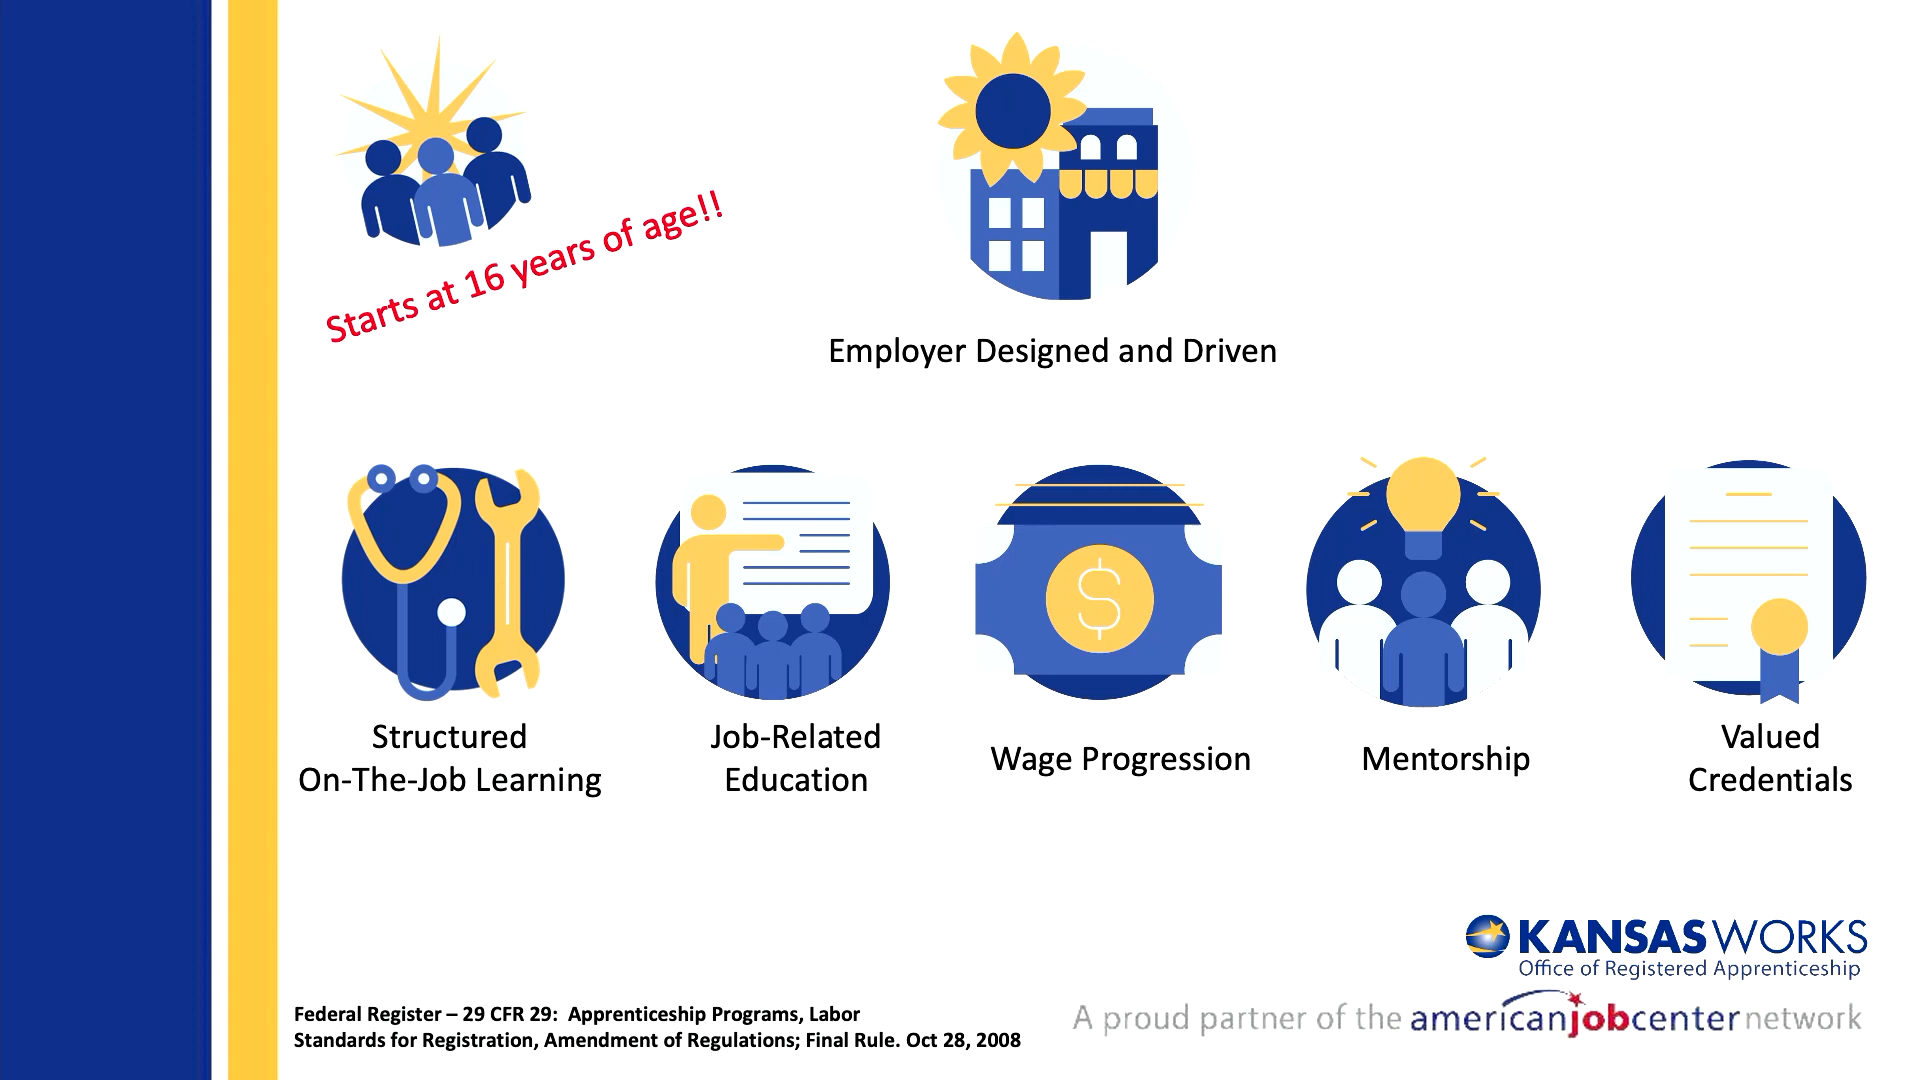 Starts at 16 years of age!!
Employer Designed and Driven
Structured
On-The-Job Learning
Job-Related
Education
$
Wage Progression
Mentorship
Valued
Credentials
KANSASWORKS
Office of Registered Apprenticeship
Federal Register – 29 CFR 29:  Apprenticeship Programs, Labor
Standards for Registration, Amendment of Regulations; Final Rule. Oct 28, 2008
A proud partner of the americanjobcenter network